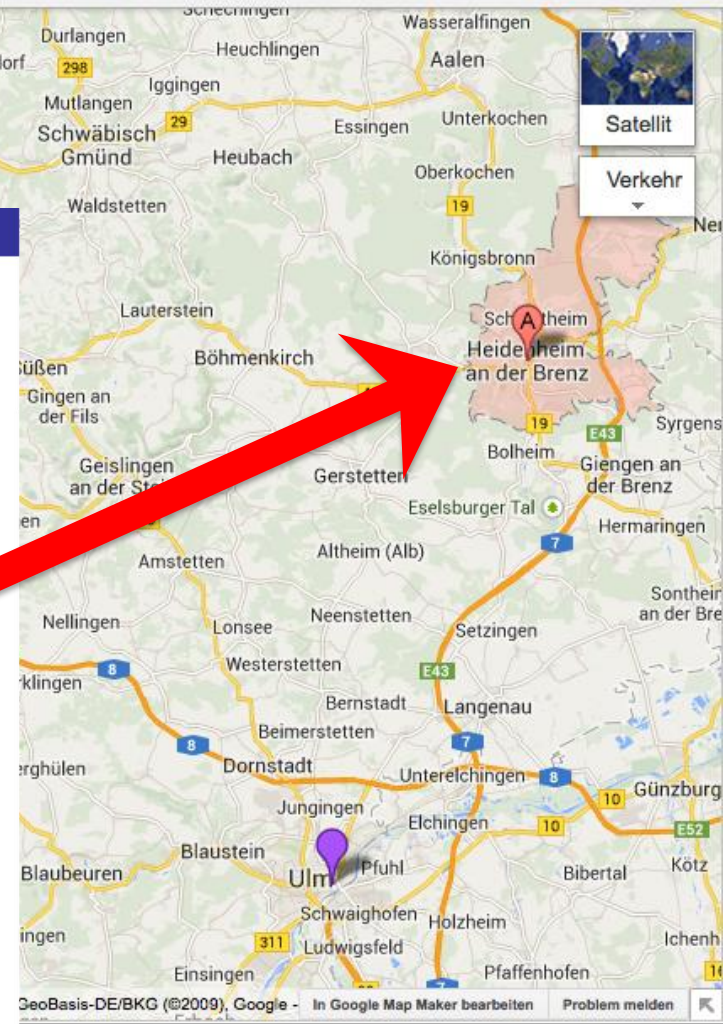 Wasseralfingen
Durlangen
Heuchlingen
Aalen
298
Iggingen
Mutlangen
29
Essingen
Unterkochen
Satellit
Schwäbisch
Gmünd
Heubach
Oberkochen
Verkehr
Waldstetten
19
Königsbronn
Lauterstein
A
Heidenheim
an der Brenz
Böhmenkirch
Gingen an
der Fils
19
E43
Bolheim
Geislingen
an der
Gerstetten
Giengen an
der Brenz
Eselsburger Tal
Hermaringen
7
Altheim (Alb)
Amstetten
Nellingen
Lonsee
Neenstetten
Setzingen
an der
8
Westerstetten
E43
Bernstadt
Langenau
Beimerstetten
7
8
Dornstadt
Unterelchingen
8
10
Günzburg
Jungingen
Elchingen
10
E52
Blaustein
Blaubeuren
Ulm
Pfuhl
Bibertal
Kötz
Schwaighofen
Holzheim
311
Ludwigsfeld
Einsingen
Pfaffenhofen
GeoBasis-DE/BKG (©2009), Google -
In Google Map Maker bearbeiten
Problem melden